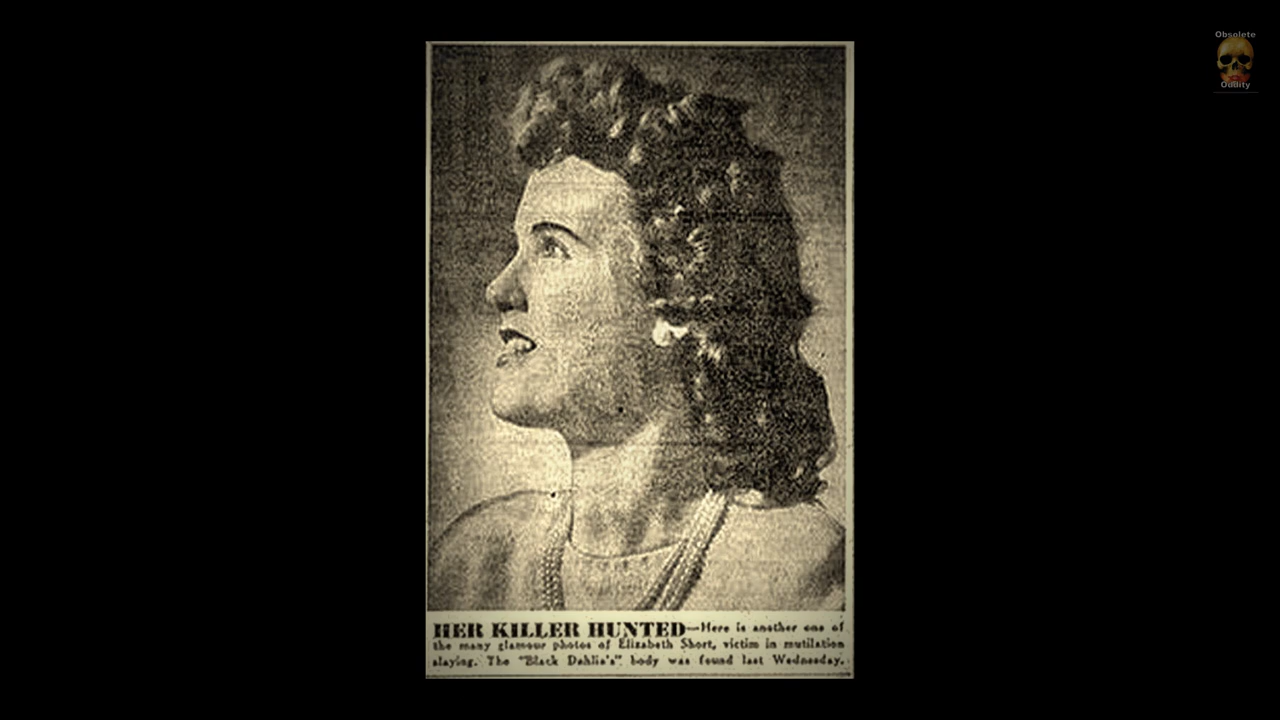 Obsolete
Oddity
HER KILLER HUNTED—Here is another one of
the many glamour photos of Elizabeth Short, victim in mutilation
slaying. The "Black Dahlia's" body was found last Wednesday.